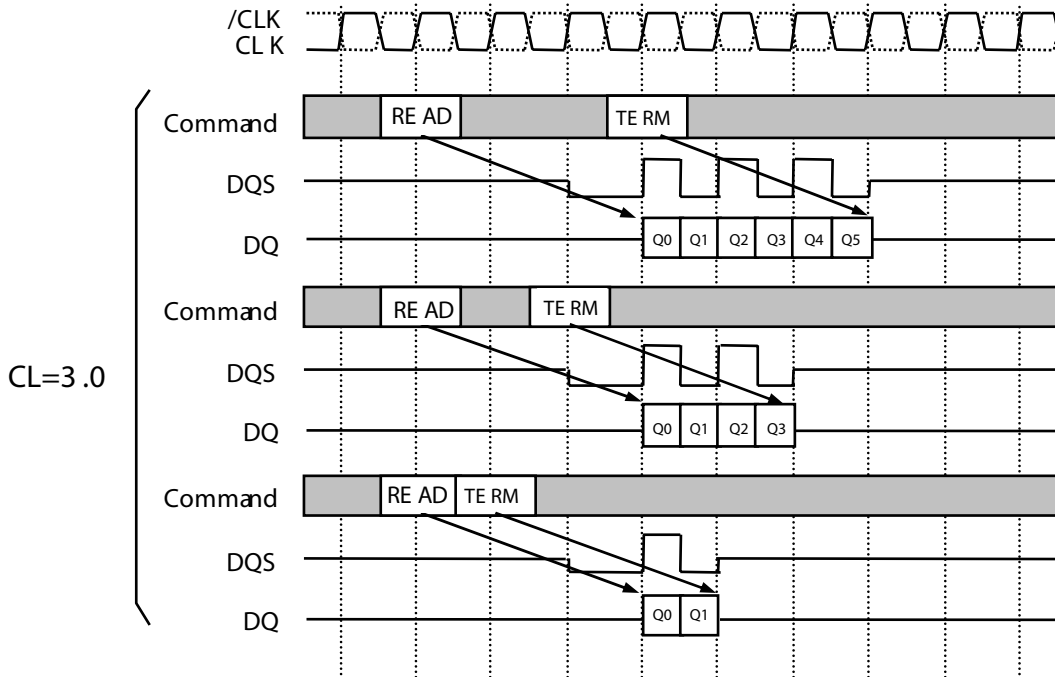 /CLK
CL K
Command
RE AD
TE RM
DQS
DQ
Q0 Q1 Q2 Q3 Q4 Q5
Command
RE AD
TE RM
CL=3 .0
DQS
DQ
Q0 Q1 Q2 Q3
Command
RE AD
TE RM
DQS
DQ
Q0 Q1